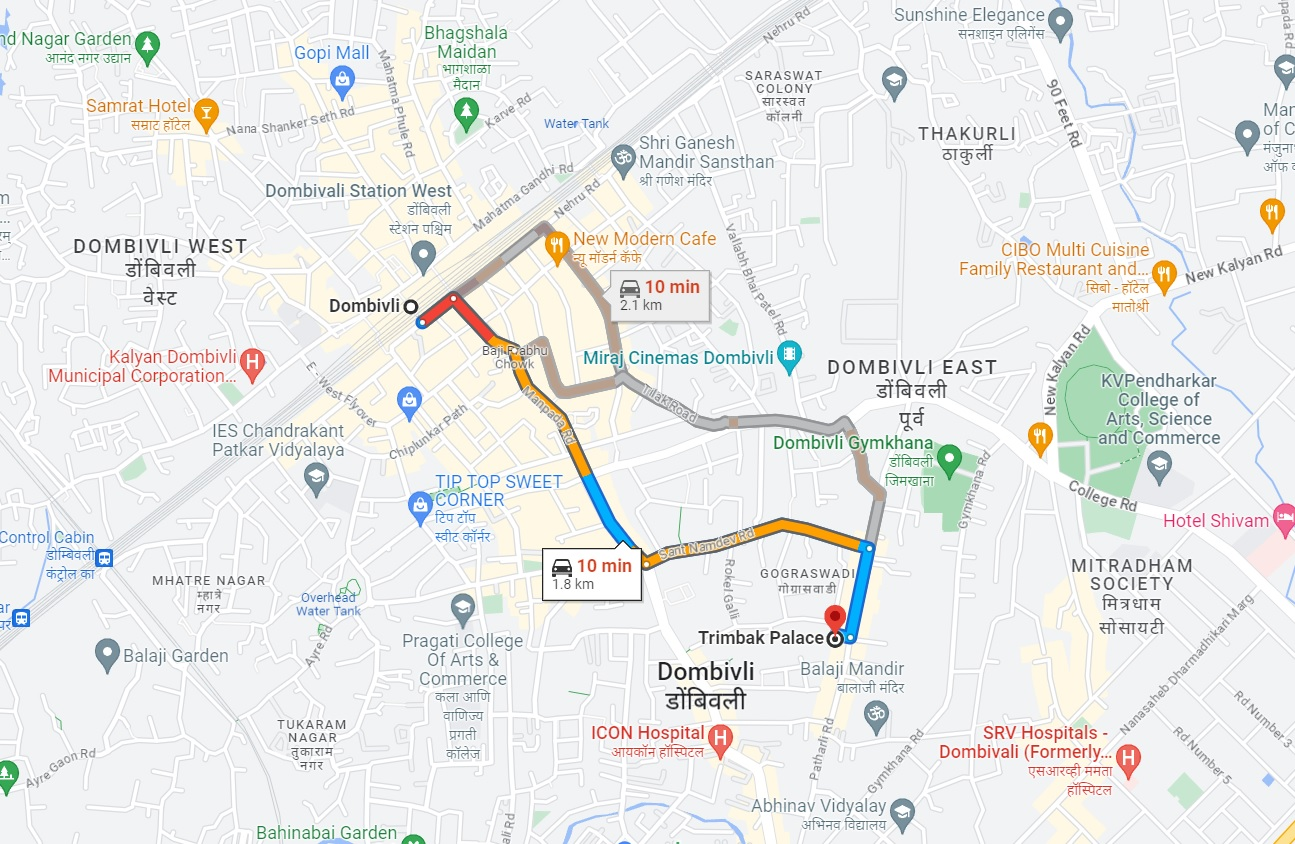 nd Nagar Garden
आनंद नगर उद्यान
Gopi Mall
Bhagshala
Maidan
भागशाळा
मैदान
Mahatma Phule Rd
Samrat Hotel
सम्राट हॉटेल
Nana Shanker Seth Rd
Karve Rd
Water Tank
Nehru Rd
SARASWAT
COLONY
सारस्वत
कॉलनी
Sunshine Elegance
सनशाइन एलिगेंस
90 Feet Rd
THAKURLI
ठाकुर्ली
Shri Ganesh
Mandir Sansthan
श्री गणेश मंदिर
Dombivali Station West
डोंबिवली
स्टेशन पश्चिम
Mahatma Gandhi Rd
Nehru Rd
DOMBIVLI WEST
डोंबिवली
वेस्ट
New Modern Cafe
न्यू मॉडर्न कॅफे
Vallabh Bhai Patel Rd
CIBO Multi Cuisine
Family Restaurant and...
सिबो - हॉटेल
मातोश्री
New Kalyan Rd
10 min
2.1 km
Dombivli
Baji Prabhu
Chowk
Miraj Cinemas Dombivli
Kalyan Dombivli
Municipal Corporation...
E - West Flyover
DOMBIVLI EAST
डोंबिवली
पूर्व
New Kalyan Rd
KVPendharkar
College of
Arts, Science
and Commerce
Tilak Road
Manpada Rd
Chiplunkar Path
IES Chandrakant
Patkar Vidyalaya
Dombivli Gymkhana
डोंबिवली
जिमखाना
Gymkhana Rd
College Rd
Hotel Shivam
TIP TOP SWEET
CORNER
टिप टॉप
स्वीट कॉर्नर
Control Cabin
डोम्बिवली
कंट्रोल का
Sant Namdev Rd
10 min
1.8 km
GOGRASWADI
गोग्रासवाडी
Rokel Galli
MHATRE NAGAR
म्हात्रे
नगर
Overhead
Water Tank
MITRADHAM
SOCIETY
मित्रधाम
सोसायटी
Trimbak Palace
Pragati College
Of Arts &
Commerce
कला आणि
वाणिज्य
प्रगती
कॉलेज
Ayre Rd
Balaji Garden
Dombivli
डोंबिवली
Balaji Mandir
बालाजी मंदिर
Nanasaheb Dharmadhikari Marg
Rd Number 3
Rd Number 5
TUKARAM
NAGAR
तुकाराम
नगर
ICON Hospital
आयकॉन हॉस्पिटल
Patharli Rd
Gymkhana Rd
SRV Hospitals -
Dombivali (Formerly...
एसआरव्ही ममता
हॉस्पिटल
Ayre Gaon Rd
Abhinav Vidyalay
अभिनव विद्यालय
Bahinabai Garden